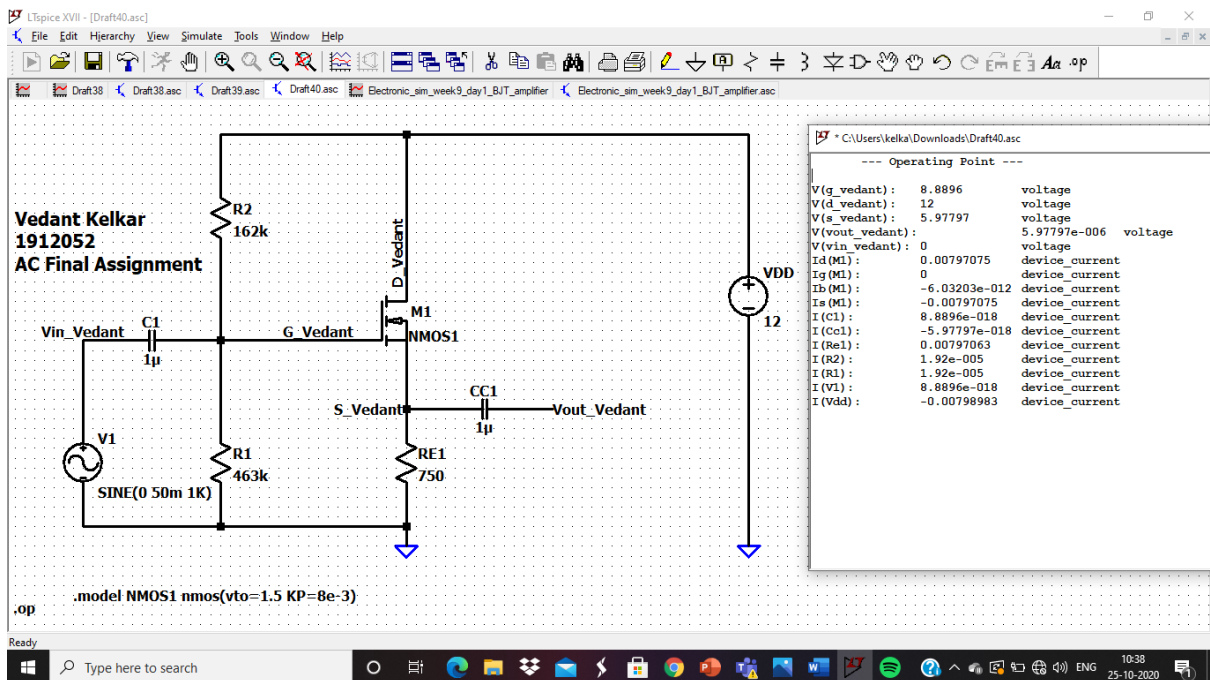 LTspice XVII - [Draft40.asc]
File Edit Hierarchy View Simulate Tools Window Help
Draft38 Draft38.asc Draft39.asc Draft40.asc Electronic_sim_week9_day1_BJT_amplifier Electronic_sim_week9_day1_BJT_amplifier.asc
Vedant Kelkar
1912052
AC Final Assignment
R2
162k
D_Vedant
M1
NMOS1
VDD
12
Vin_Vedant
C1
1µ
G_Vedant
S_Vedant
CC1
1µ
Vout_Vedant
V1
SINE(0 50m 1K)
R1
463k
RE1
750
.model NMOS1 nmos(vto=1.5 KP=8e-3)
.op
* C:\Users\kelka\Downloads\Draft40.asc
--- Operating Point ---
V(g_vedant): 8.8896 voltage
V(d_vedant): 12 voltage
V(s_vedant): 5.97797 voltage
V(vout_vedant): 5.97797e-006 voltage
V(vin_vedant): 0 voltage
Id(M1): 0.00797075 device_current
Ig(M1): 0 device_current
Ib(M1): -6.03203e-012 device_current
Is(M1): -0.00797075 device_current
I(C1): 8.8896e-018 device_current
I(Cc1): -5.97797e-018 device_current
I(Re1): 0.00797063 device_current
I(R2): 1.92e-005 device_current
I(R1): 1.92e-005 device_current
I(V1): 8.8896e-018 device_current
I(Vdd): -0.00798983 device_current
Ready
Type here to search
ENG
10:38
25-10-2020